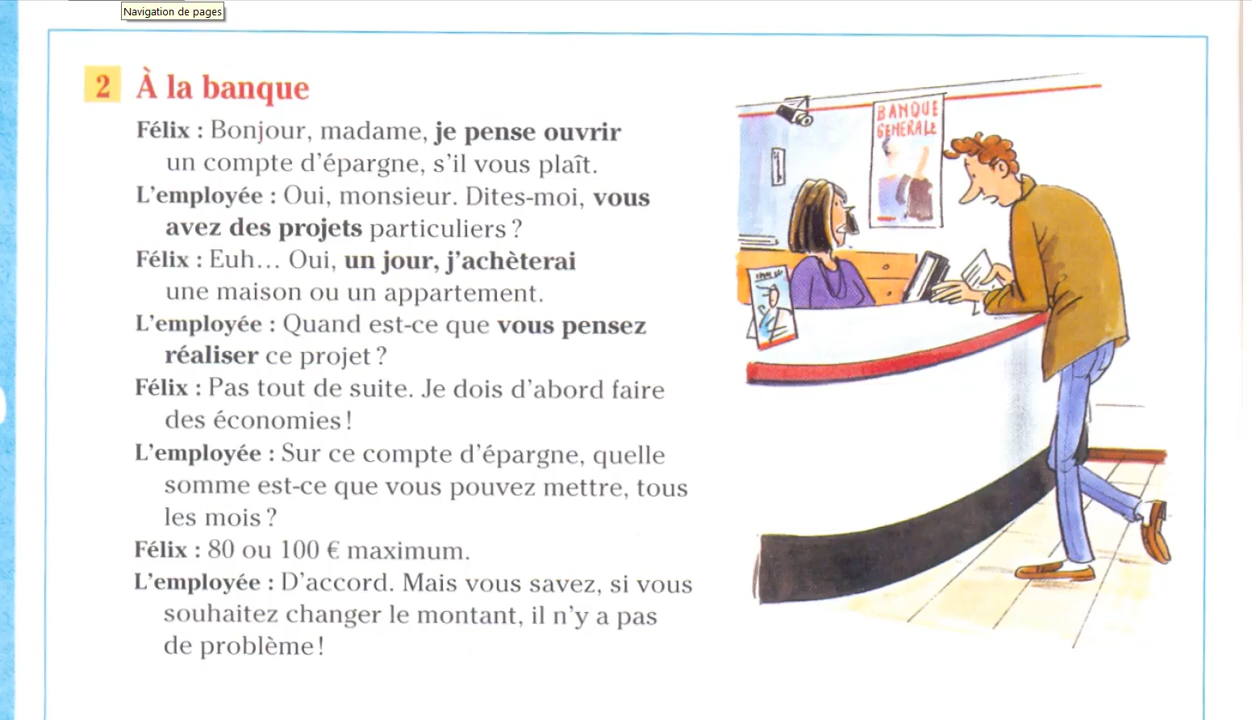 Navigation de pages
2 À la banque
Félix : Bonjour, madame, je pense ouvrir
un compte d'épargne, s'il vous plaît.
L'employée : Oui, monsieur. Dites-moi, vous
avez des projets particuliers ?
Félix : Euh… Oui, un jour, j'achèterai
une maison ou un appartement.
L'employée : Quand est-ce que vous pensez
réaliser ce projet ?
Félix : Pas tout de suite. Je dois d'abord faire
des économies !
L'employée : Sur ce compte d'épargne, quelle
somme est-ce que vous pouvez mettre, tous
les mois ?
Félix : 80 ou 100 € maximum.
L'employée : D'accord. Mais vous savez, si vous
souhaitez changer le montant, il n'y a pas
de problème !
BANQUE
GENERALE